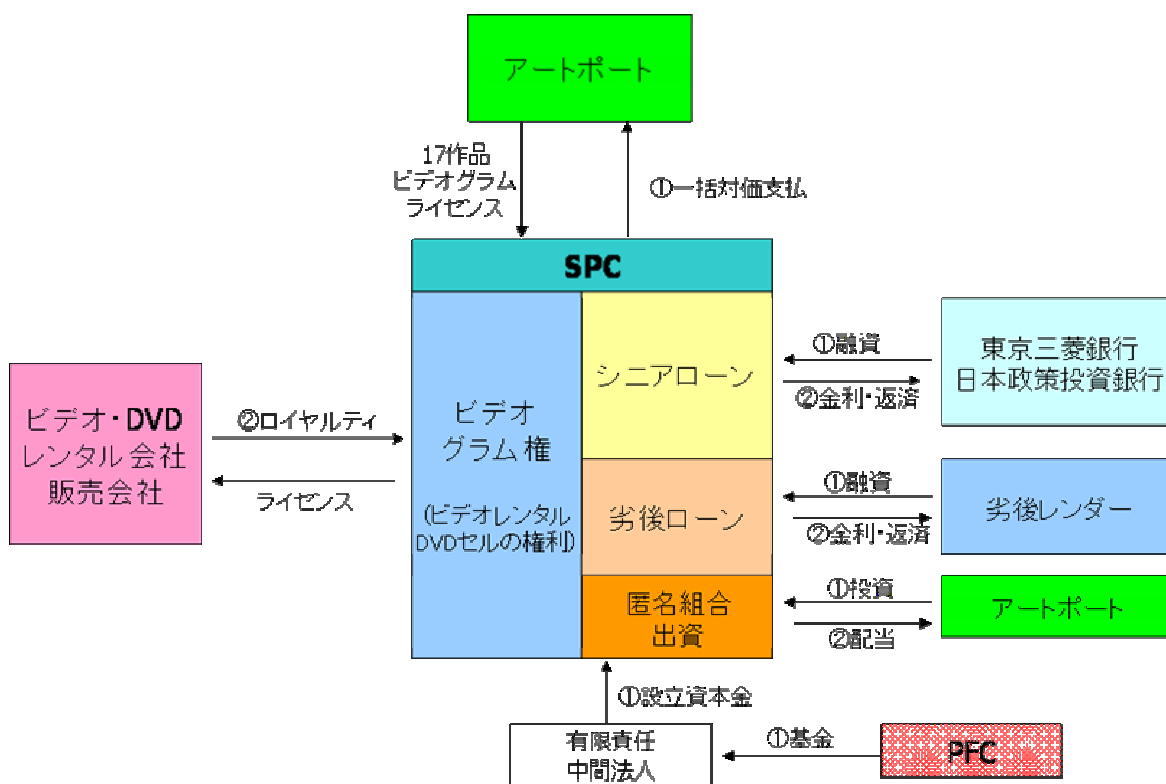 アートポート
17作品
ビデオグラム
ライセンス
①一括対価支払
SPC
ビデオ・DVD
レンタル会社
販売会社
②ロイヤルティ
ライセンス
ビデオ
グラム権
(ビデオレンタル
DVDセルの権利)
シニアローン
①融資
②金利・返済
東京三菱銀行
日本政策投資銀行
劣後ローン
①融資
②金利・返済
劣後レンダー
匿名組合
出資
①投資
②配当
アートポート
①設立資本金
有限責任
中間法人
①基金
PFC